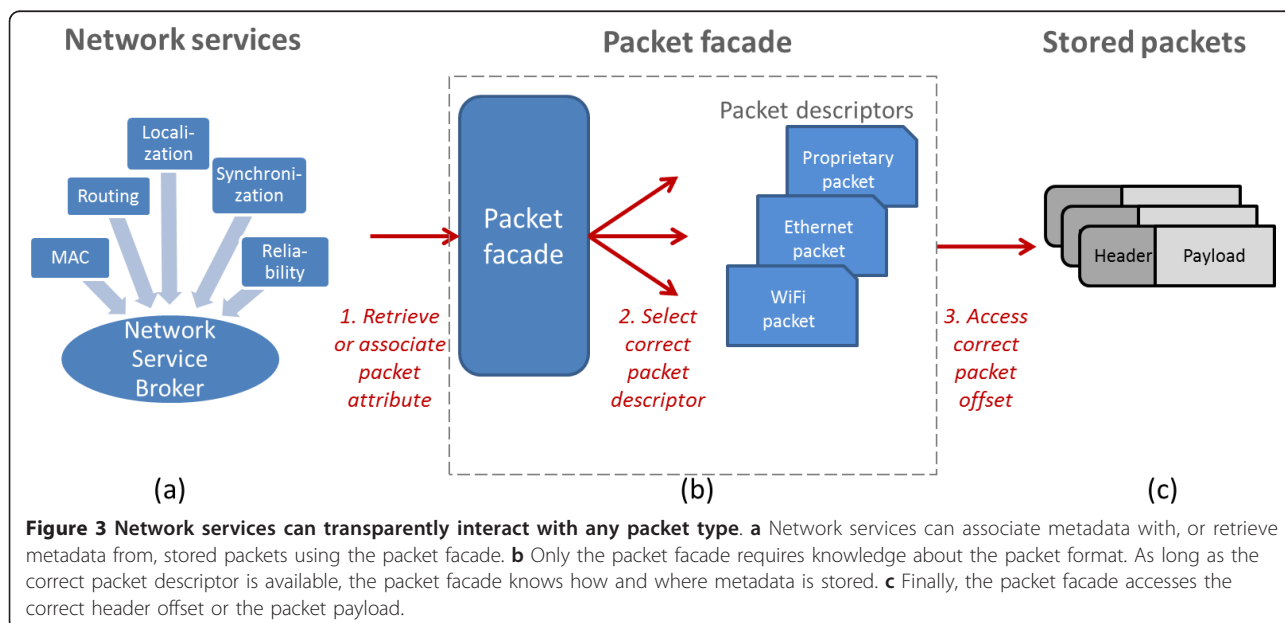 Network services
Packet facade
Stored packets
Locali-
zation
Synchroni-
zation
Routing
MAC
Relia-
bility
Network
Service
Broker
1. Retrieve
or associate
packet
attribute
Packet
facade
2. Select
correct
packet
descriptor
Packet descriptors
Proprietary
packet
Ethernet
packet
WiFi
packet
3. Access
correct
packet
offset
Header
Payload
(a)
(b)
(c)
Figure 3 Network services can transparently interact with any packet type. a Network services can associate metadata with, or retrieve
metadata from, stored packets using the packet facade. b Only the packet facade requires knowledge about the packet format. As long as the
correct packet descriptor is available, the packet facade knows how and where metadata is stored. c Finally, the packet facade accesses the
correct header offset or the packet payload.